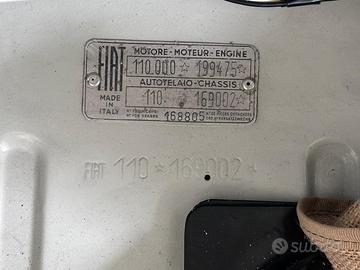 FIAT
MOTORE-MOTEUR-ENGINE
110.000 * 199475 *
AUTOTELAIO-CHASSIS
110 * 169002 *
MADE IN ITALY
168805
FIAT 110 * 169002 *
subito